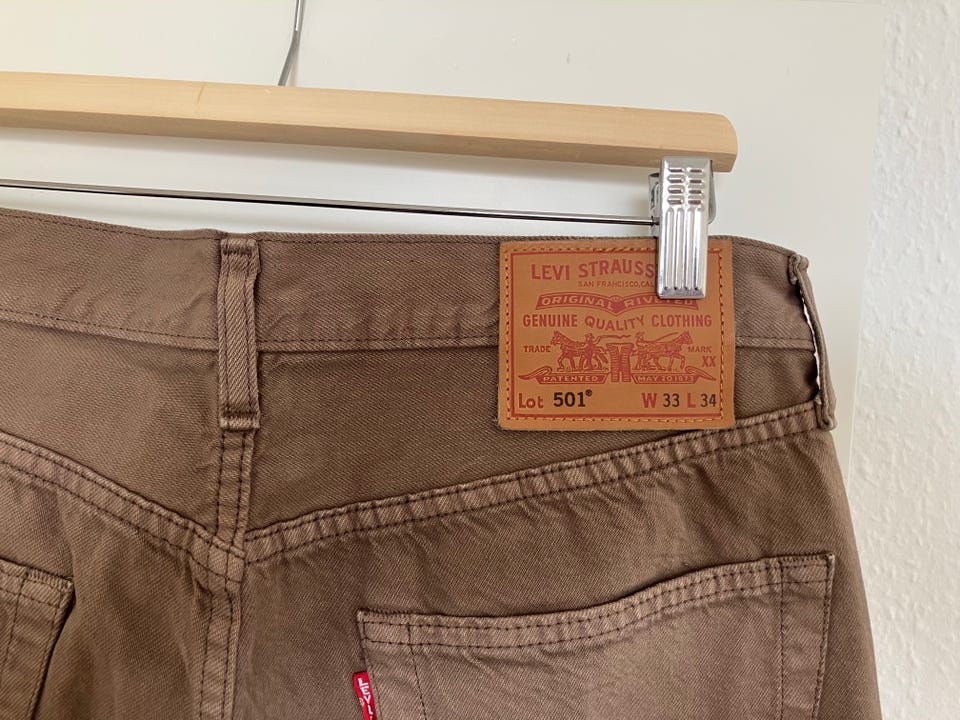 LEVI STRAUSS
SAN FRANCISCO, CAL
ORIGINAL RIVETED
GENUINE QUALITY CLOTHING
TRADE MARK
XX
PATENTED MAY 20 1873
Lot 501® W 33 L 34
LEVI'